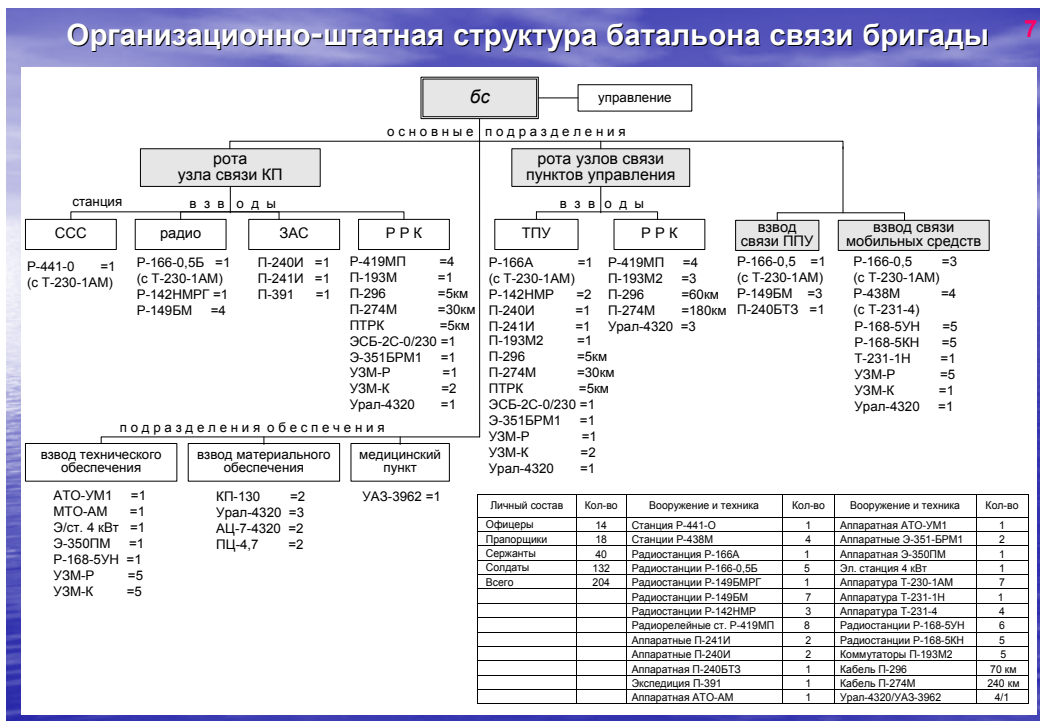 Организационно-штатная структура батальона связи бригады
7
бс
управление
основные подразделения
рота
узла связи КП
рота узлов связи
пунктов управления
станция
взводы
взводы
ССС
радио
ЗАС
Р Р К
ТПУ
Р Р К
взвод
связи ППУ
взвод связи
мобильных средств
Р-441-0 =1
(с Т-230-1АМ)
Р-166-0,5Б =1
(с Т-230-1АМ)
Р-142НМРГ =1
Р-149БМ =4
П-240И =1
П-241И =1
П-391 =1
Р-419МП =4
П-193М =1
П-296 =5км
П-274М =30км
ПТРК =5км
ЭСБ-2С-0/230 =1
Э-351БРМ1 =1
УЗМ-Р =1
УЗМ-К =2
Урал-4320 =1
Р-166А =1
(с Т-230-1АМ)
Р-142НМР =2
П-240И =1
П-241И =1
П-193М2 =1
П-296 =5км
П-274М =30км
ПТРК =5км
ЭСБ-2С-0/230 =1
Э-351БРМ1 =1
УЗМ-Р =1
УЗМ-К =2
Урал-4320 =1
Р-419МП =4
П-193М2 =3
П-296 =60км
П-274М =180км
Урал-4320 =3
Р-166-0,5 =1
(с Т-230-1АМ)
Р-149БМ =3
П-240БТЗ =1
Р-166-0,5 =3
(с Т-230-1АМ)
Р-438М =4
(с Т-231-4)
Р-168-5УН =5
Р-168-5КН =5
Т-231-1Н =1
УЗМ-Р =5
УЗМ-К =1
Урал-4320 =1
подразделения обеспечения
взвод технического
обеспечения
взвод материального
обеспечения
медицинский
пункт
АТО-УМ1 =1
МТО-АМ =1
Э/ст. 4 кВт =1
Э-350ПМ =1
Р-168-5УН =1
УЗМ-Р =5
УЗМ-К =5
КП-130 =2
Урал-4320 =3
АЦ-7-4320 =2
ПЦ-4,7 =2
УАЗ-3962 =1
Личный состав Кол-во Вооружение и техника Кол-во Вооружение и техника Кол-во
Офицеры 14 Станция Р-441-О 1 Аппаратная АТО-УМ1 1
Прапорщики 18 Станции Р-438М 4 Аппаратные Э-351-БРМ1 2
Сержанты 40 Радиостанция Р-166А 1 Аппаратная Э-350ПМ 1
Солдаты 132 Радиостанции Р-166-0,5Б 5 Эл. станция 4 кВт 1
Всего 204 Радиостанции Р-149БМРГ 1 Аппаратура Т-230-1АМ 7
Радиостанции Р-149БМ 7 Аппаратура Т-231-1Н 1
Радиостанции Р-142НМР 3 Аппаратура Т-231-4 4
Радиорелейные ст. Р-419МП 8 Радиостанции Р-168-5УН 6
Аппаратные П-241И 2 Радиостанции Р-168-5КН 5
Аппаратные П-240И 2 Коммутаторы П-193М2 5
Аппаратная П-240БТЗ 1 Кабель П-296 70 км
Экспедиция П-391 1 Кабель П-274М 240 км
Аппаратная АТО-АМ 1 Урал-4320/УАЗ-3962 4/1